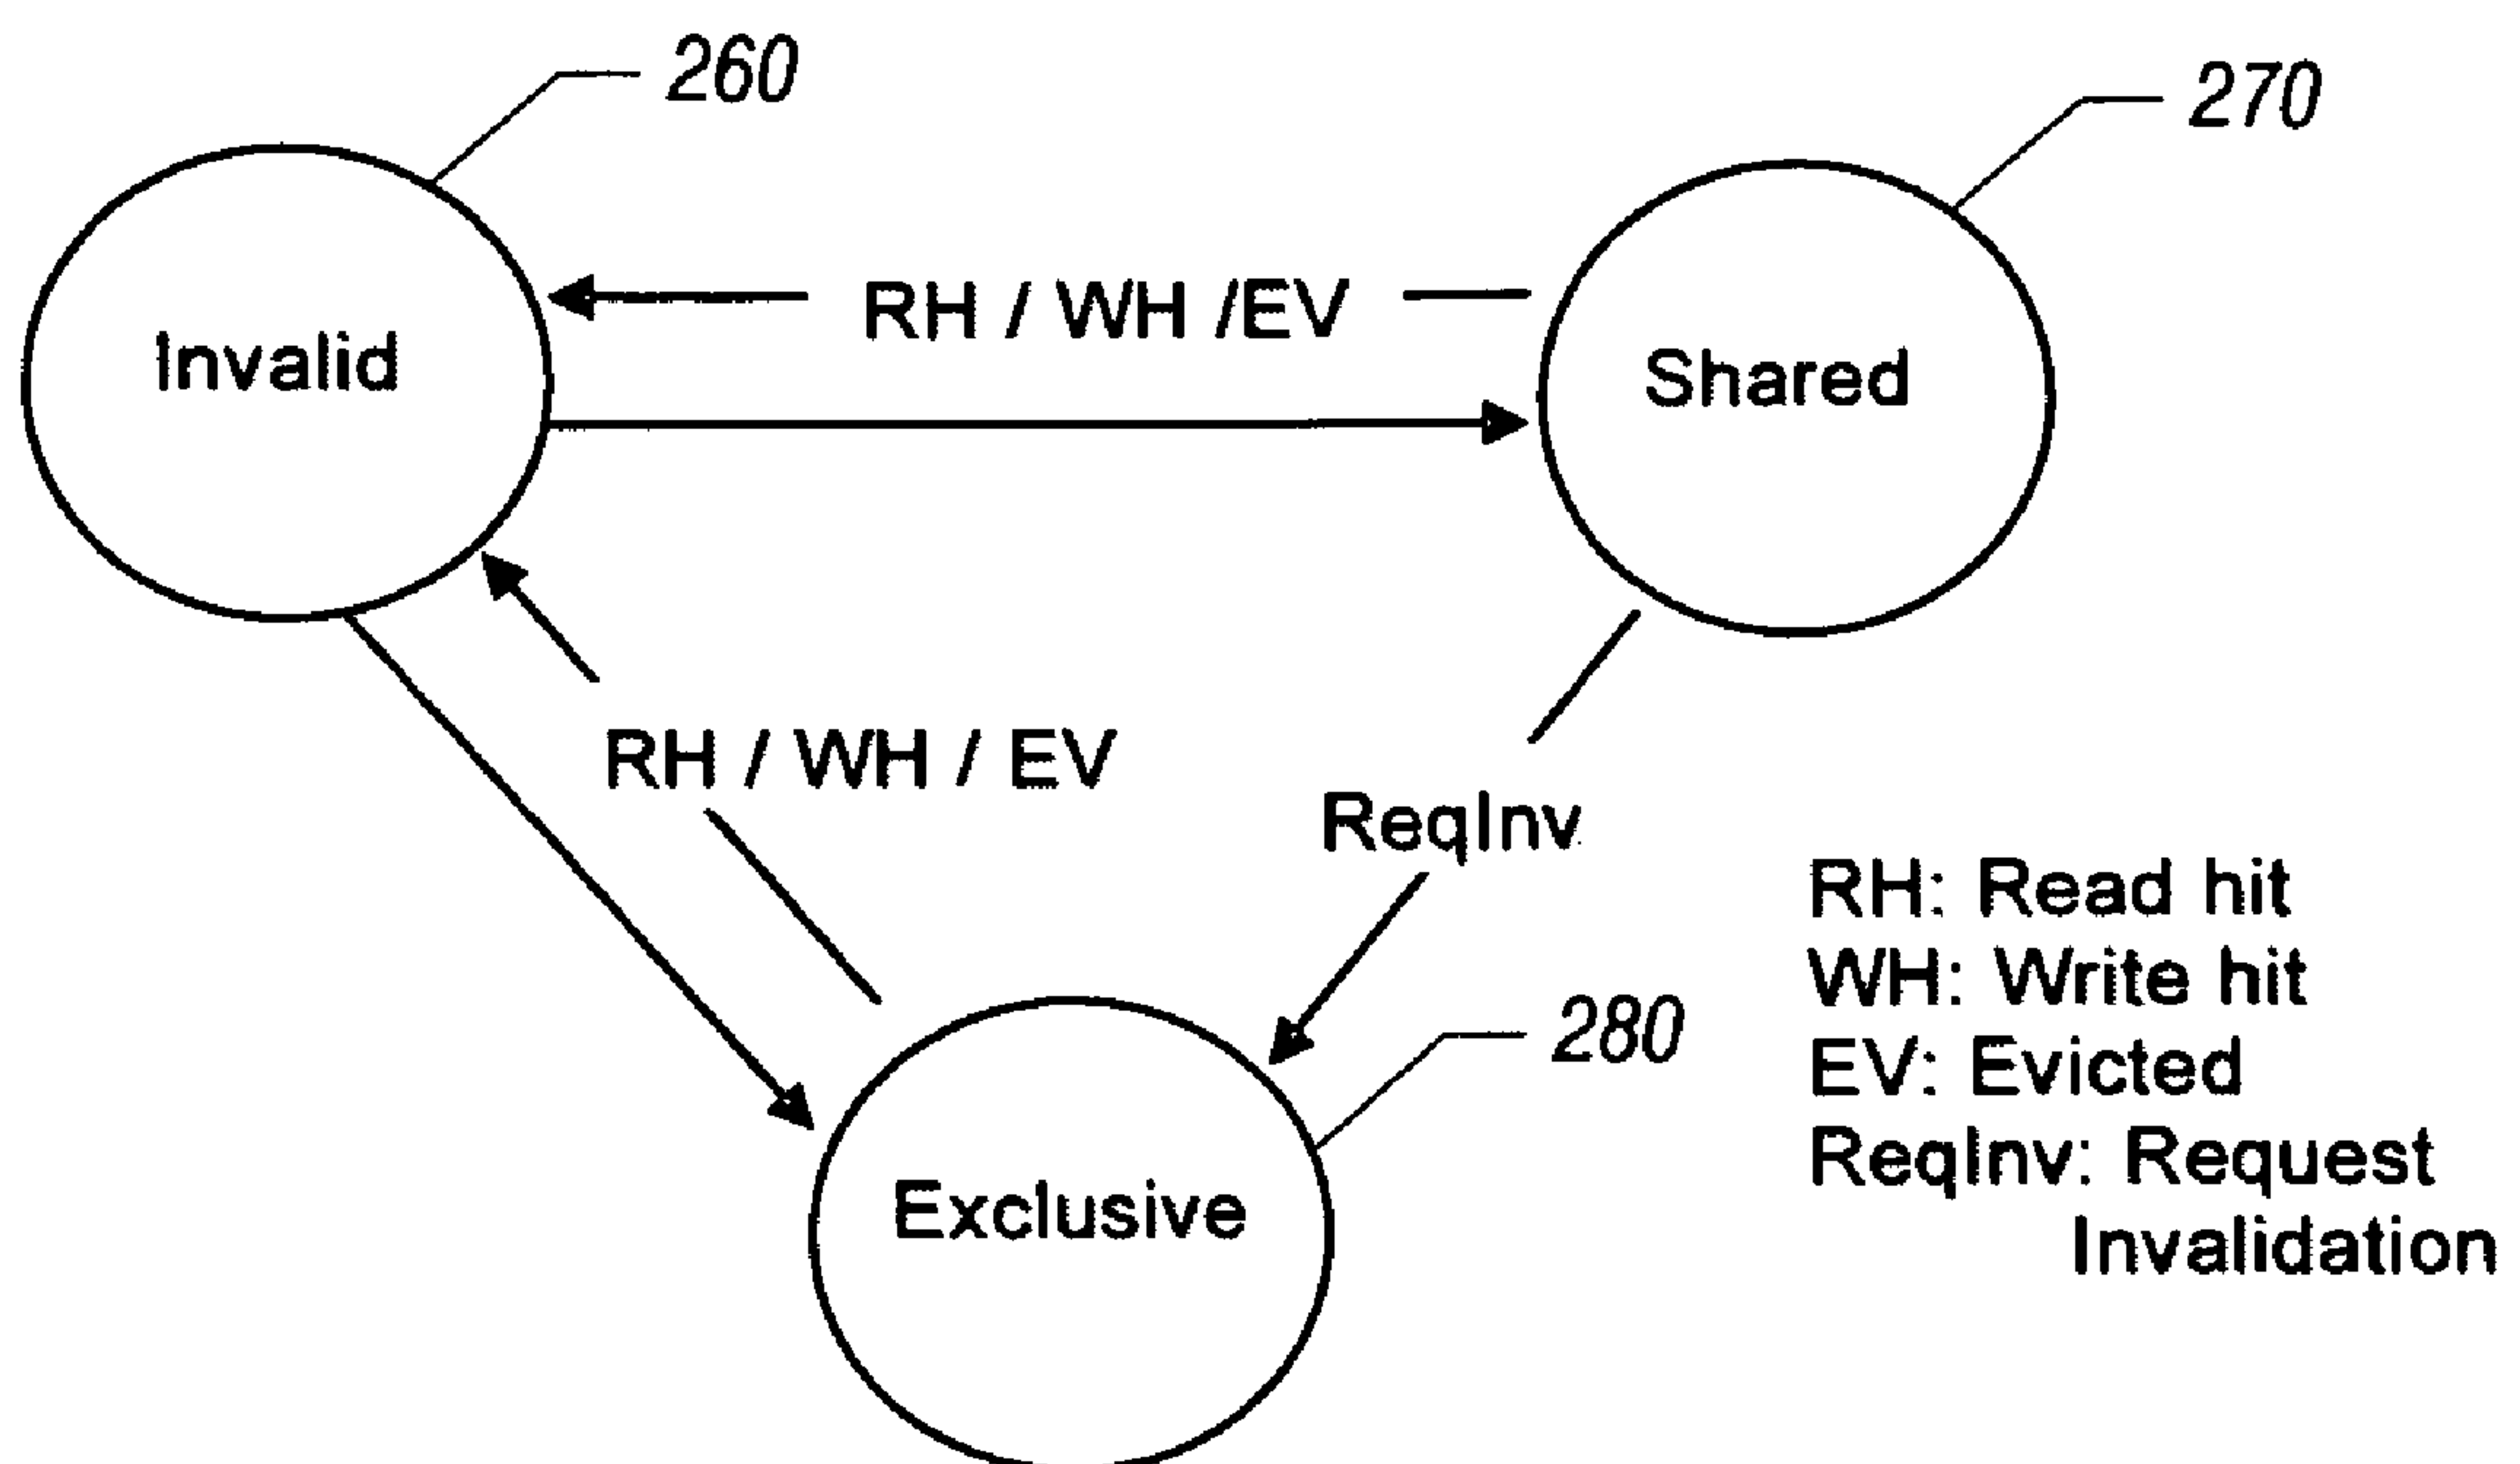 260
270
RH / WH /EV
Invalid
Shared
RH / WH / EV
ReqInv
RH: Read hit
WH: Write hit
280
EV: Evicted
ReqInv: Request
Invalidation
Exclusive